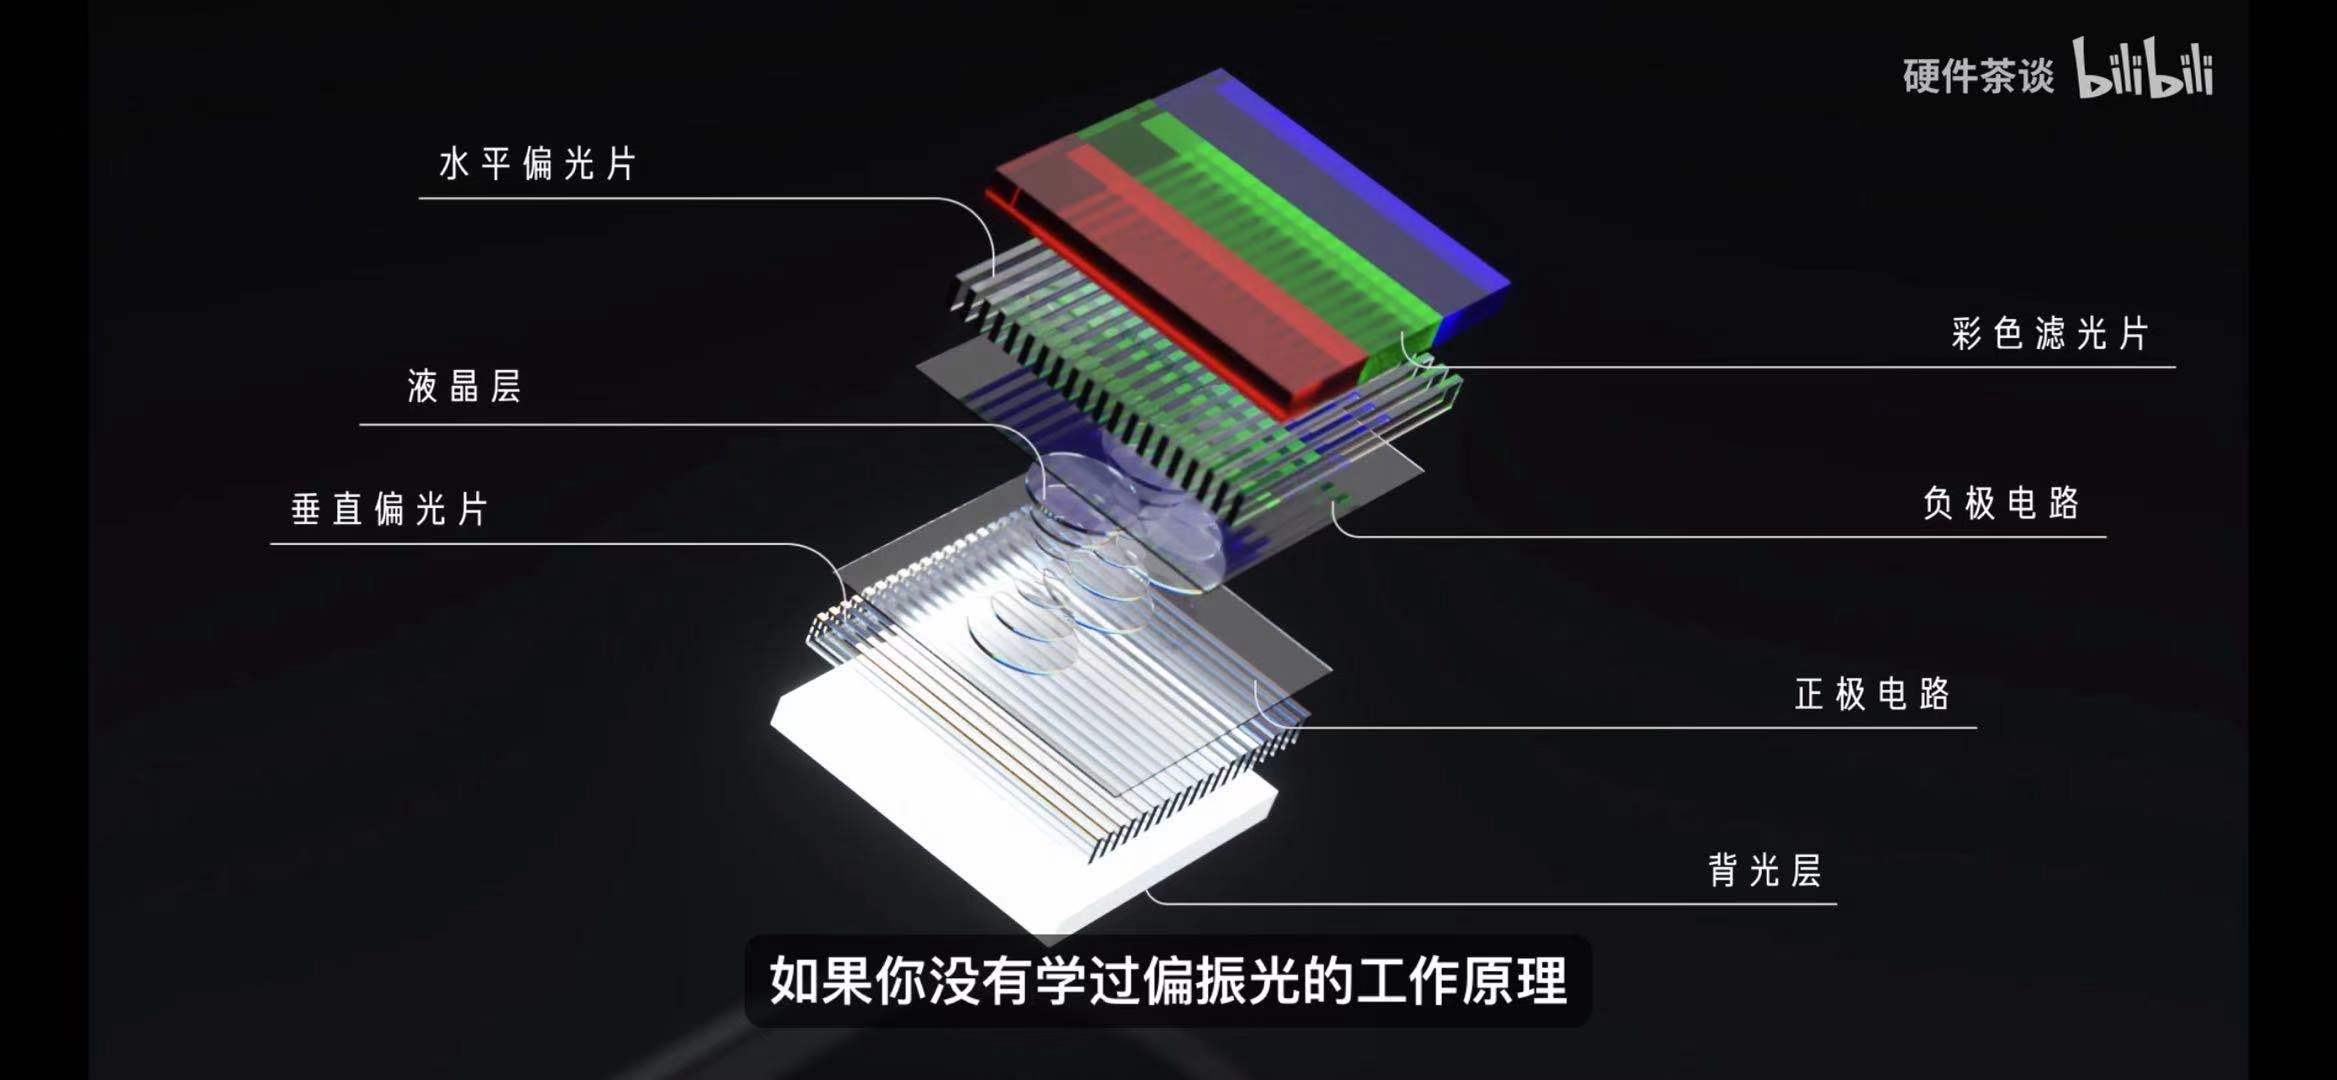 硬件茶谈 bilibili
水平偏光片
彩色滤光片
液晶层
负极电路
垂直偏光片
正极电路
背光层
如果你没有学过偏振光的工作原理